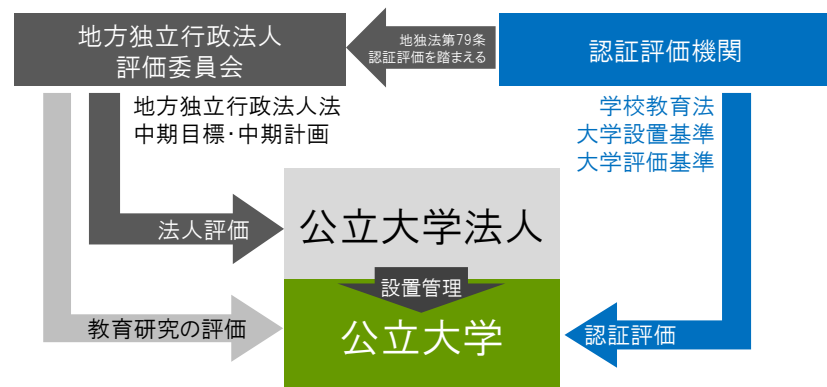 地方独立行政法人
評価委員会
地独法第79条
認証評価を踏まえる
認証評価機関
地方独立行政法人法
中期目標・中期計画
学校教育法
大学設置基準
大学評価基準
法人評価
公立大学法人
設置管理
教育研究の評価
公立大学
認証評価